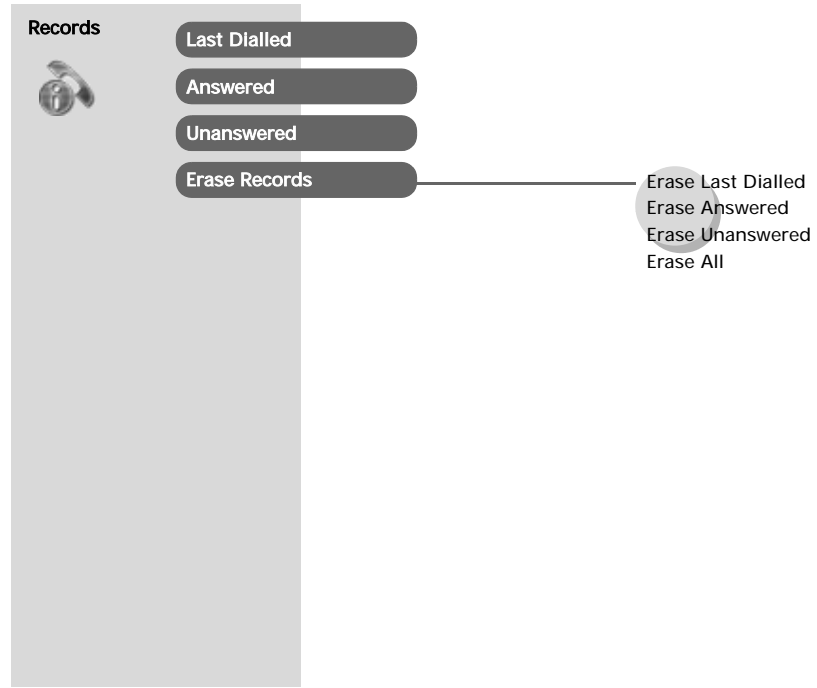 Records
Last Dialled
Answered
Unanswered
Erase Records
Erase Last Dialled
Erase Answered
Erase Unanswered
Erase All